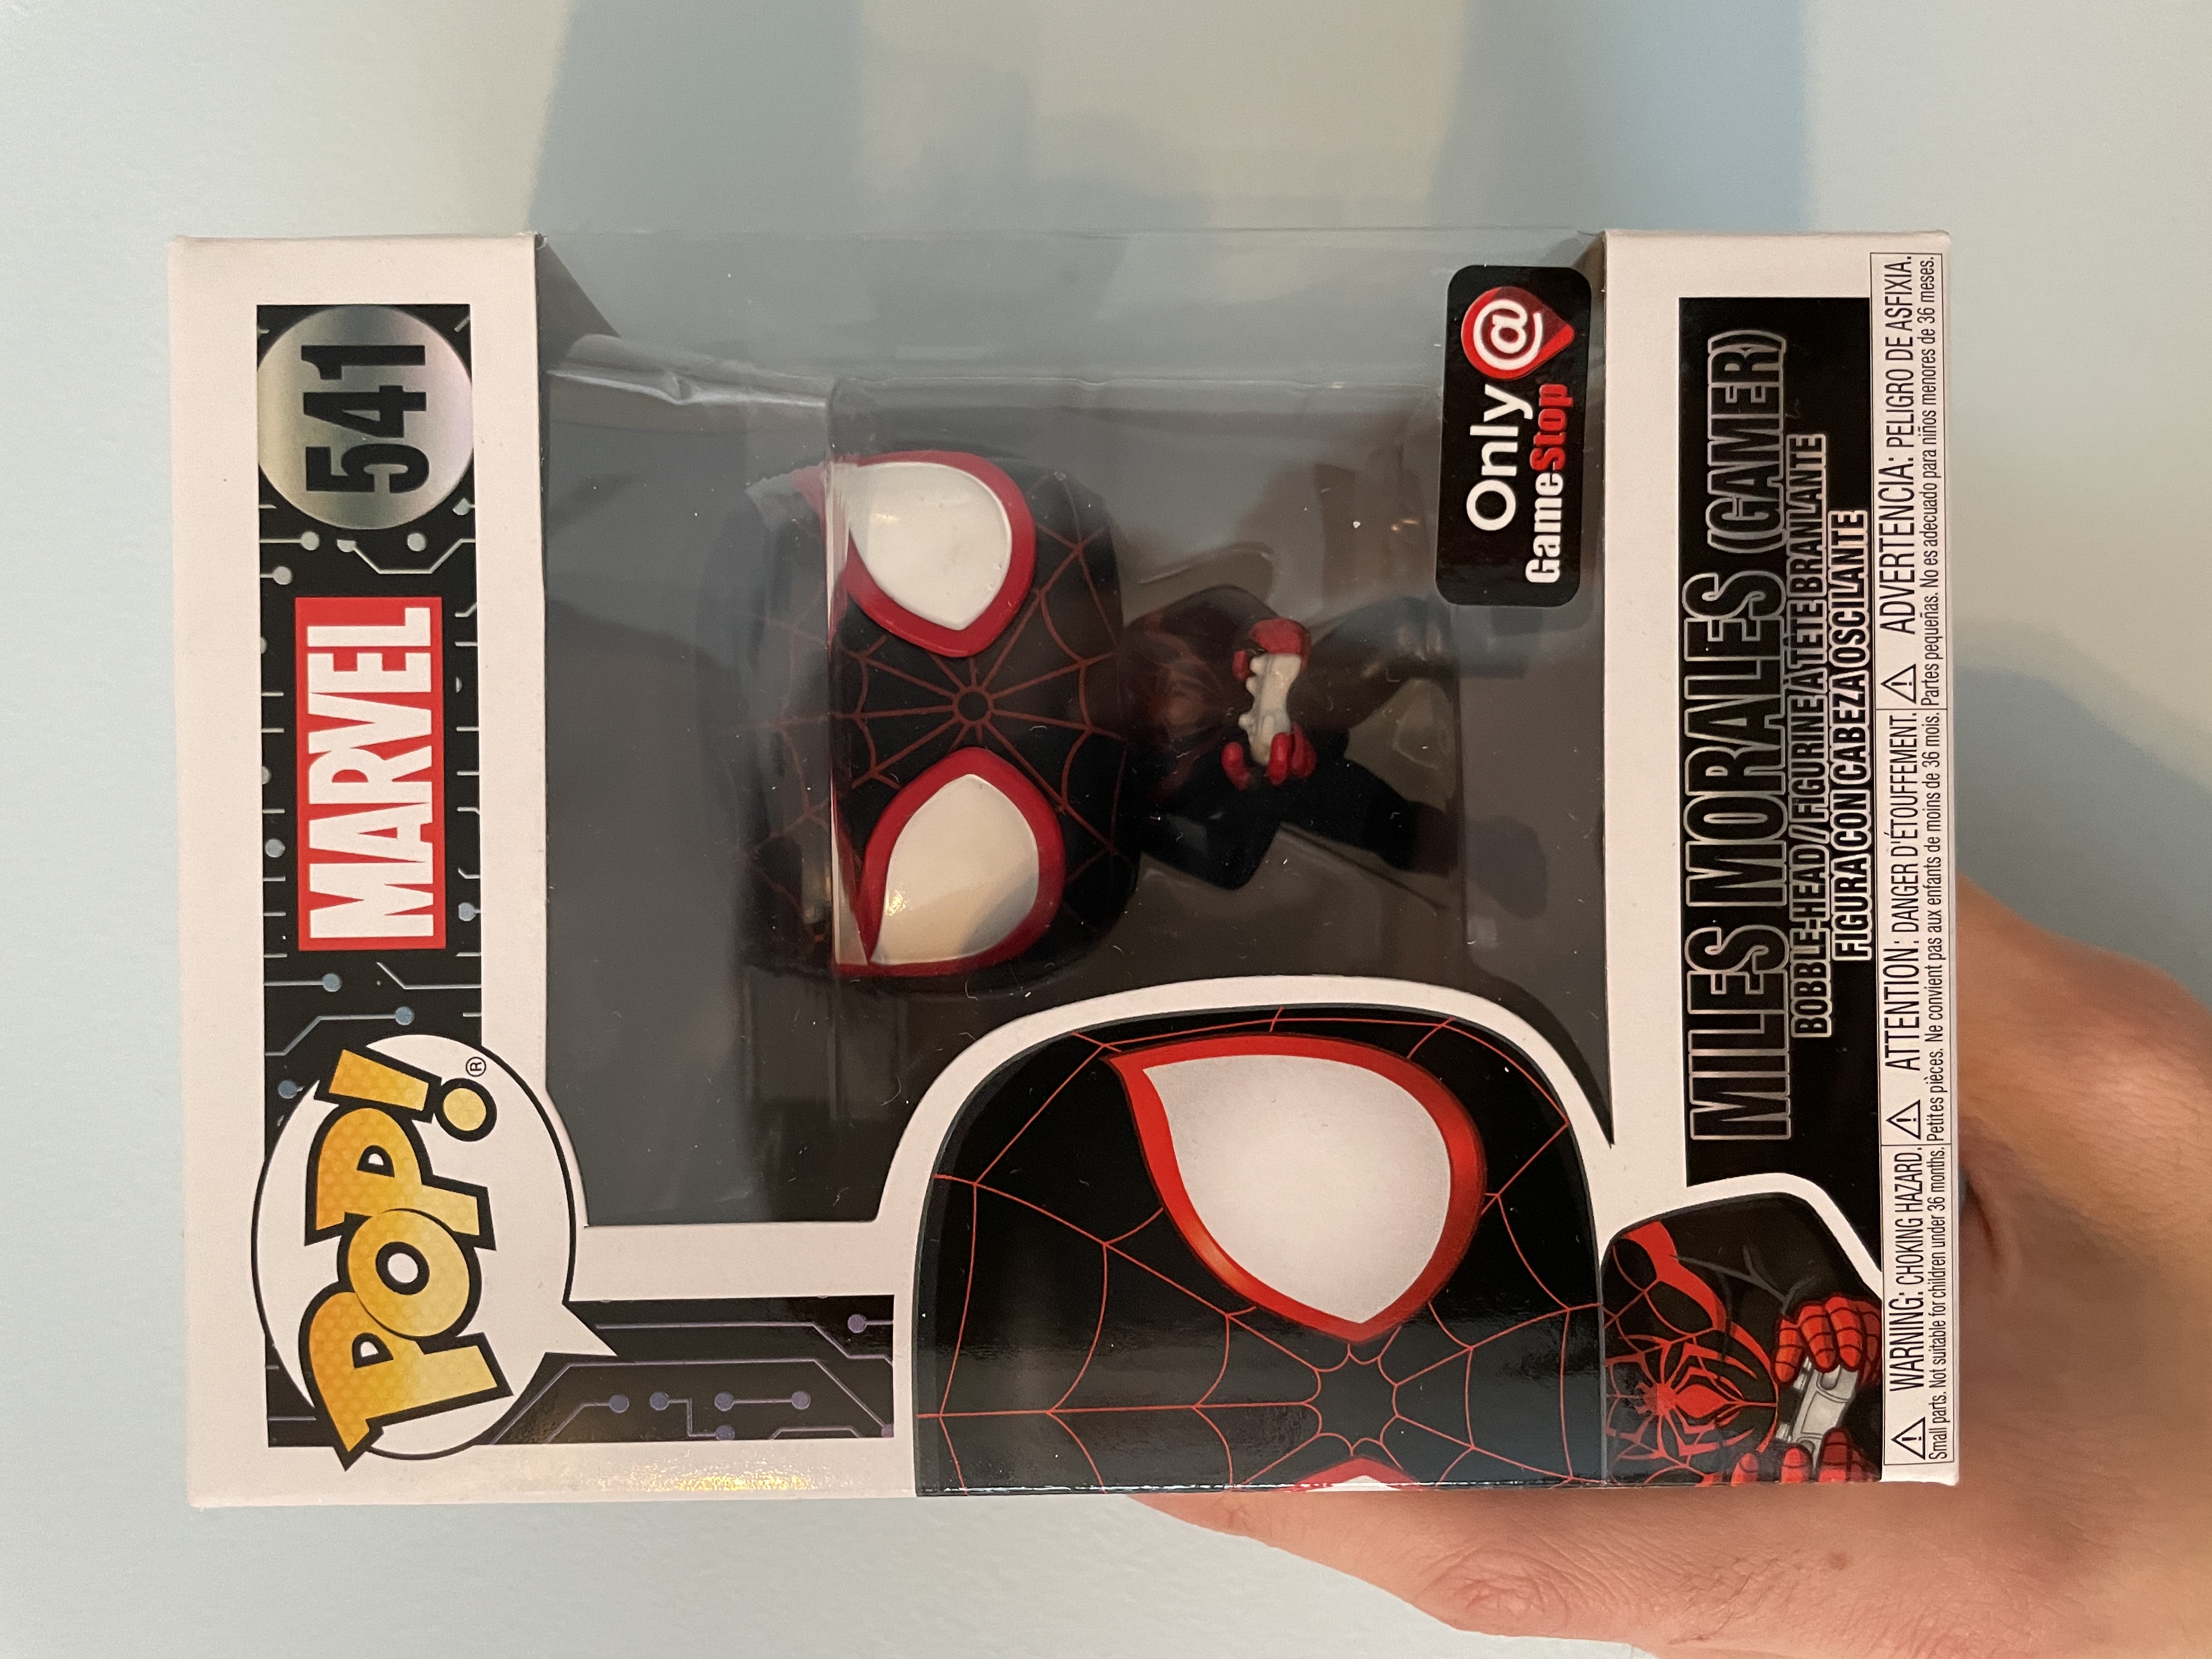 POP!®
MARVEL
541
Only @
GameStop
MILES MORALES (GAMER)
BOBBLE-HEAD / FIGURINE À TÊTE BRANLANTE
FIGURA CON CABEZA OSCILANTE
WARNING: CHOKING HAZARD.
Small parts. Not suitable for children under 36 months.
ATTENTION: DANGER D'ÉTOUFFEMENT.
Petites pièces. Ne convient pas aux enfants de moins de 36 mois.
ADVERTENCIA: PELIGRO DE ASFIXIA.
Partes pequeñas. No es adecuado para niños menores de 36 meses.